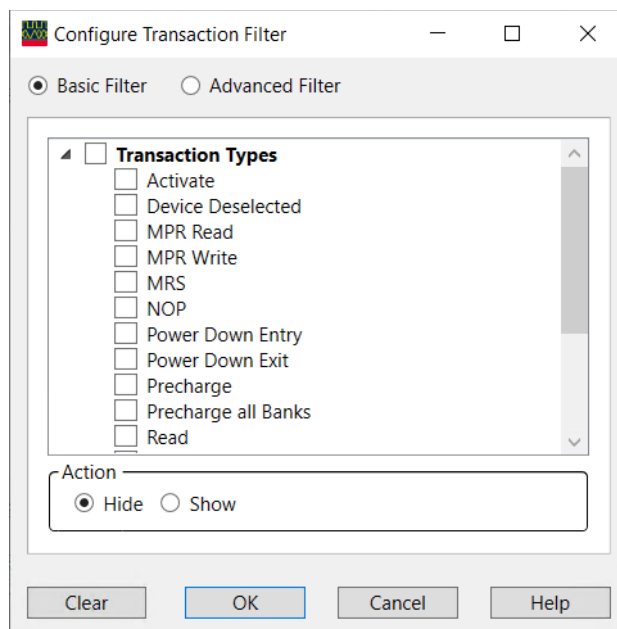 Configure Transaction Filter
Basic Filter Advanced Filter
Transaction Types
Activate
Device Deselected
MPR Read
MPR Write
MRS
NOP
Power Down Entry
Power Down Exit
Precharge
Precharge all Banks
Read
Action
Hide Show
Clear OK Cancel Help